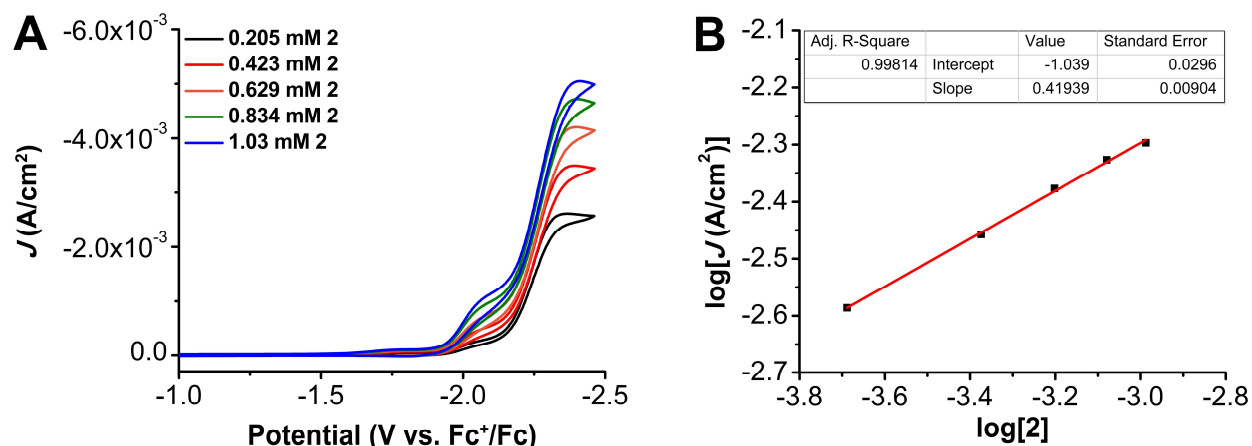 A
-6.0x10⁻³
-4.0x10⁻³
-2.0x10⁻³
0.0
J (A/cm²)
0.205 mM 2
0.423 mM 2
0.629 mM 2
0.834 mM 2
1.03 mM 2
-1.0 -1.5 -2.0 -2.5
Potential (V vs. Fc⁺/Fc)
B
-2.1
-2.2
-2.3
-2.4
-2.5
-2.6
-2.7
log[J (A/cm²)]
Adj. R-Square Value Standard Error
0.99814 Intercept -1.039 0.0296
Slope 0.41939 0.00904
-3.8 -3.6 -3.4 -3.2 -3.0 -2.8
log[2]